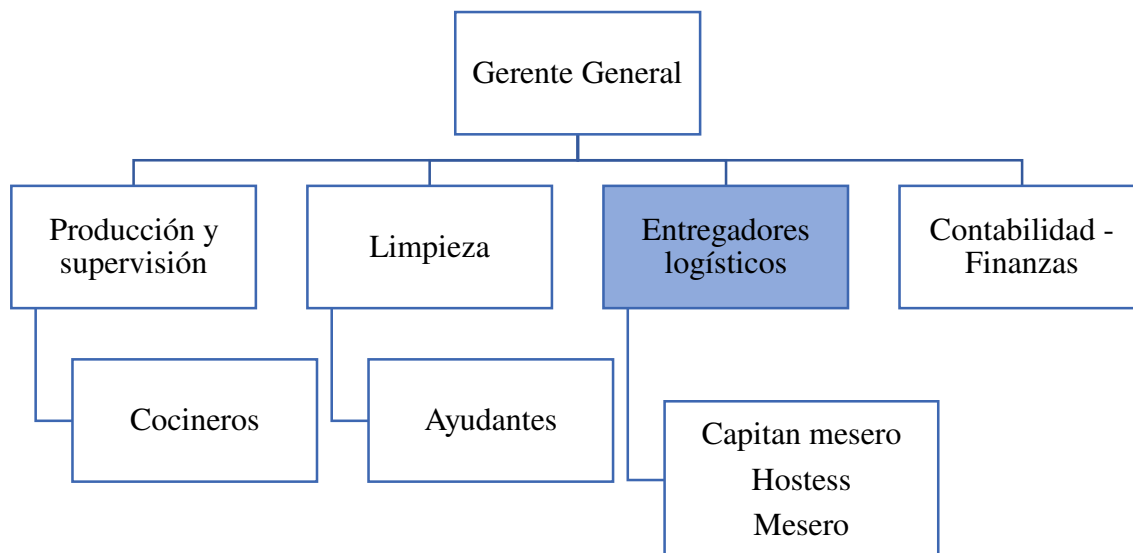 Gerente General
Producción y
supervisión
Limpieza
Entregadores
logísticos
Contabilidad -
Finanzas
Cocineros
Ayudantes
Capitan mesero
Hostess
Mesero